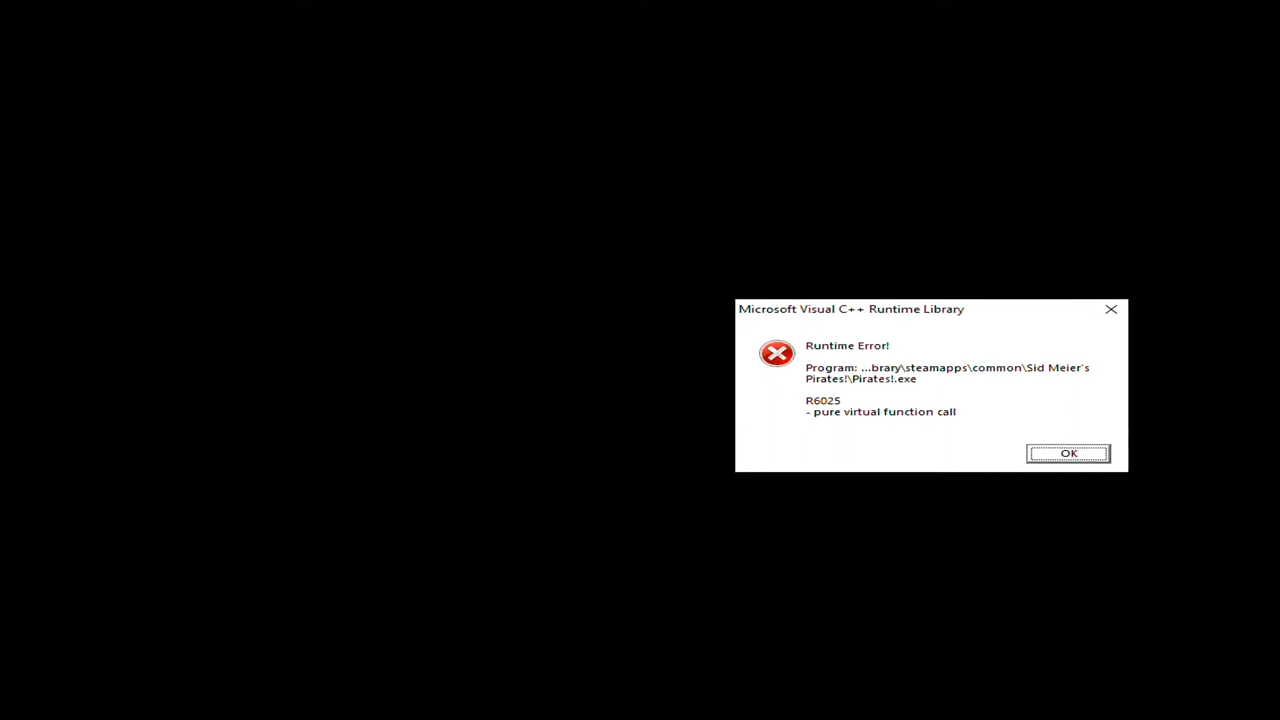 Microsoft Visual C++ Runtime Library
Runtime Error!
Program: ...brary\steamapps\common\Sid Meier's
Pirates!\Pirates!.exe
R6025
- pure virtual function call
OK